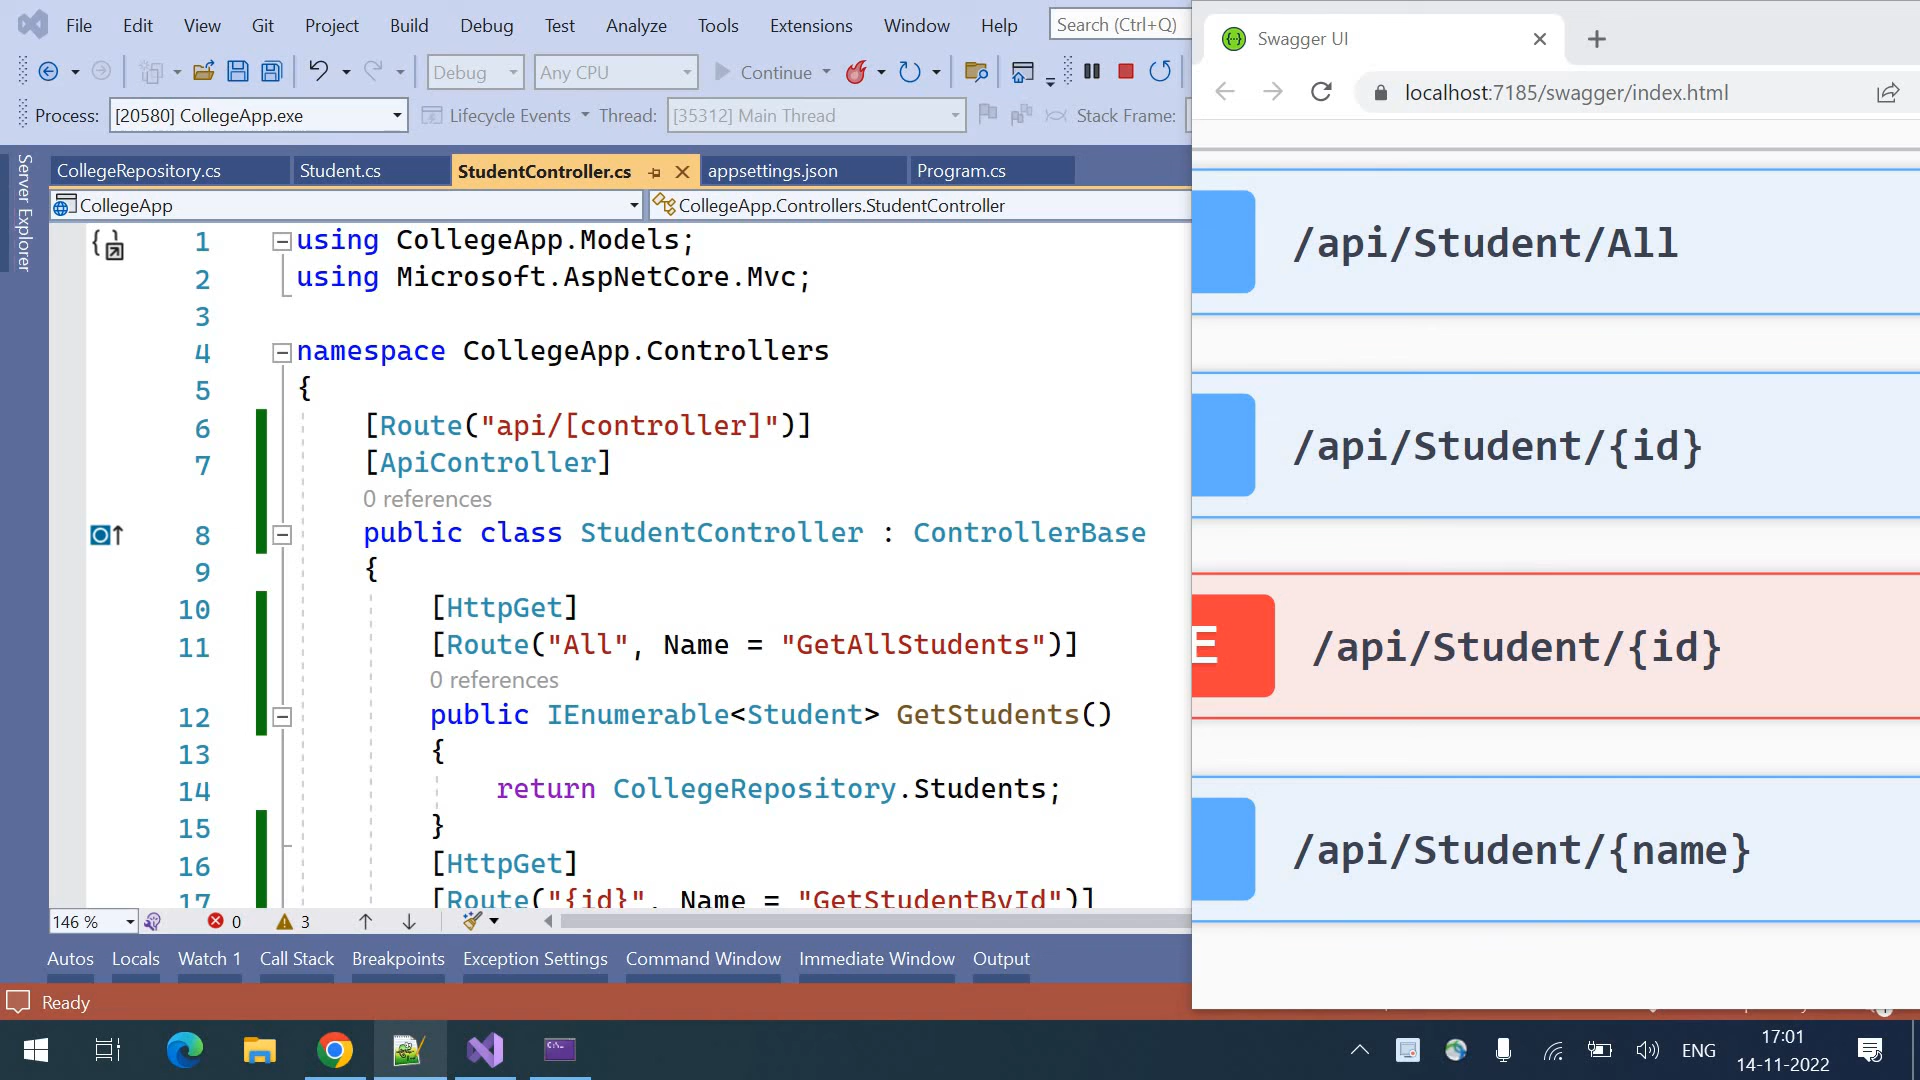 File Edit View Git Project Build Debug Test Analyze Tools Extensions Window Help Search (Ctrl+Q)
Debug Any CPU Continue
Process: [20580] CollegeApp.exe Lifecycle Events Thread: [35312] Main Thread Stack Frame:
Server Explorer
CollegeRepository.cs Student.cs StudentController.cs appsettings.json Program.cs
CollegeApp CollegeApp.Controllers.StudentController
1 using CollegeApp.Models;
2 using Microsoft.AspNetCore.Mvc;
3
4 namespace CollegeApp.Controllers
5 {
6 [Route("api/[controller]")]
7 [ApiController]
0 references
8 public class StudentController : ControllerBase
9 {
10 [HttpGet]
11 [Route("All", Name = "GetAllStudents")]
0 references
12 public IEnumerable<Student> GetStudents()
13 {
14 return CollegeRepository.Students;
15 }
16 [HttpGet]
17 [Route("{id}", Name = "GetStudentById")]
146 % 0 3
Autos Locals Watch 1 Call Stack Breakpoints Exception Settings Command Window Immediate Window Output
Ready
Swagger UI
localhost:7185/swagger/index.html
/api/Student/All
/api/Student/{id}
E /api/Student/{id}
/api/Student/{name}
ENG
17:01
14-11-2022